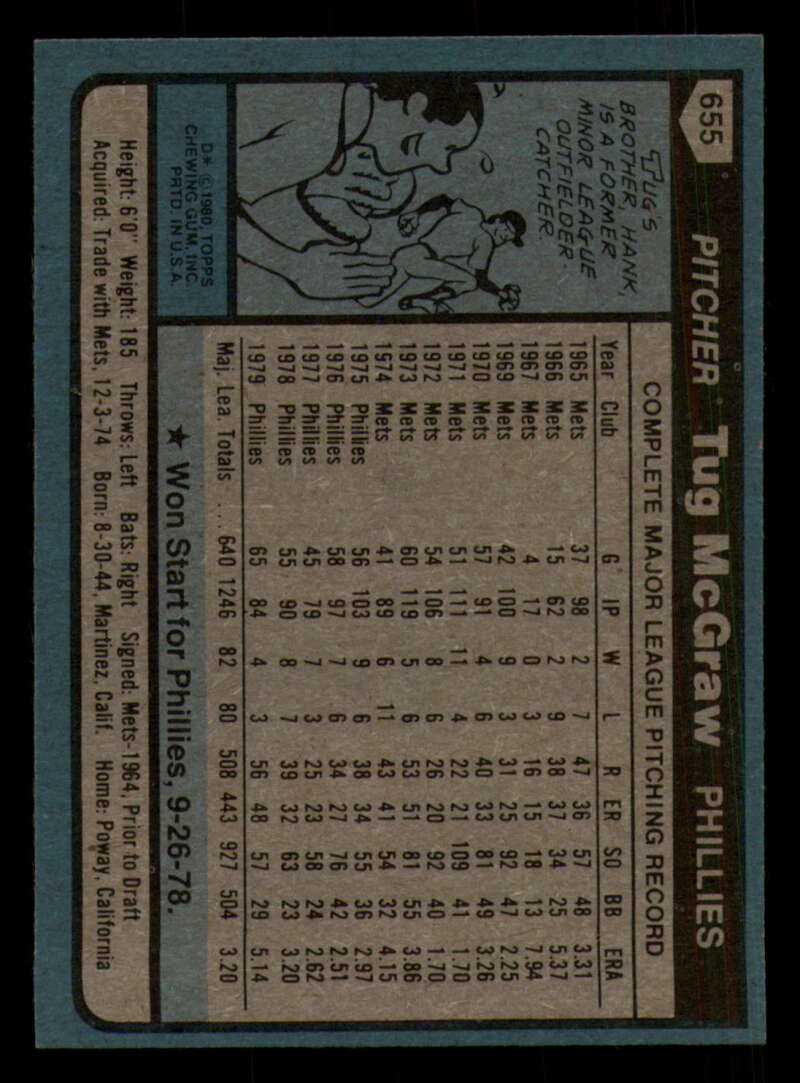 655
PITCHER Tug McGraw PHILLIES
TUG'S
BROTHER, HANK,
IS A FORMER
MINOR LEAGUE
OUTFIELDER-
CATCHER.
D* © 1980, TOPPS
CHEWING GUM, INC.
PRTD. IN U.S.A.
COMPLETE MAJOR LEAGUE PITCHING RECORD
Year Club G IP W L R ER SO BB ERA
1965 Mets 37 98 2 7 47 36 57 48 3.31
1966 Mets 15 62 2 9 38 37 34 25 5.37
1967 Mets 4 17 0 3 16 15 18 13 7.94
1969 Mets 42 100 9 3 31 25 92 47 2.25
1970 Mets 57 91 4 6 40 33 81 49 3.26
1971 Mets 51 111 11 4 22 21 109 41 1.70
1972 Mets 54 106 8 6 26 20 92 40 1.70
1973 Mets 60 119 5 6 53 51 81 55 3.86
1974 Mets 41 89 6 11 43 41 54 32 4.15
1975 Phillies 56 103 9 6 38 34 55 36 2.97
1976 Phillies 58 97 7 6 34 27 76 42 2.51
1977 Phillies 45 79 7 3 25 23 58 24 2.62
1978 Phillies 55 90 8 7 39 32 63 23 3.20
1979 Phillies 65 84 4 3 56 48 57 29 5.14
Maj. Lea. Totals ... 640 1246 82 80 508 443 927 504 3.20
★ Won Start for Phillies, 9-26-78.
Height: 6'0" Weight: 185 Throws: Left Bats: Right Signed: Mets-1964, Prior to Draft
Acquired: Trade with Mets, 12-3-74 Born: 8-30-44, Martinez, Calif. Home: Poway, California